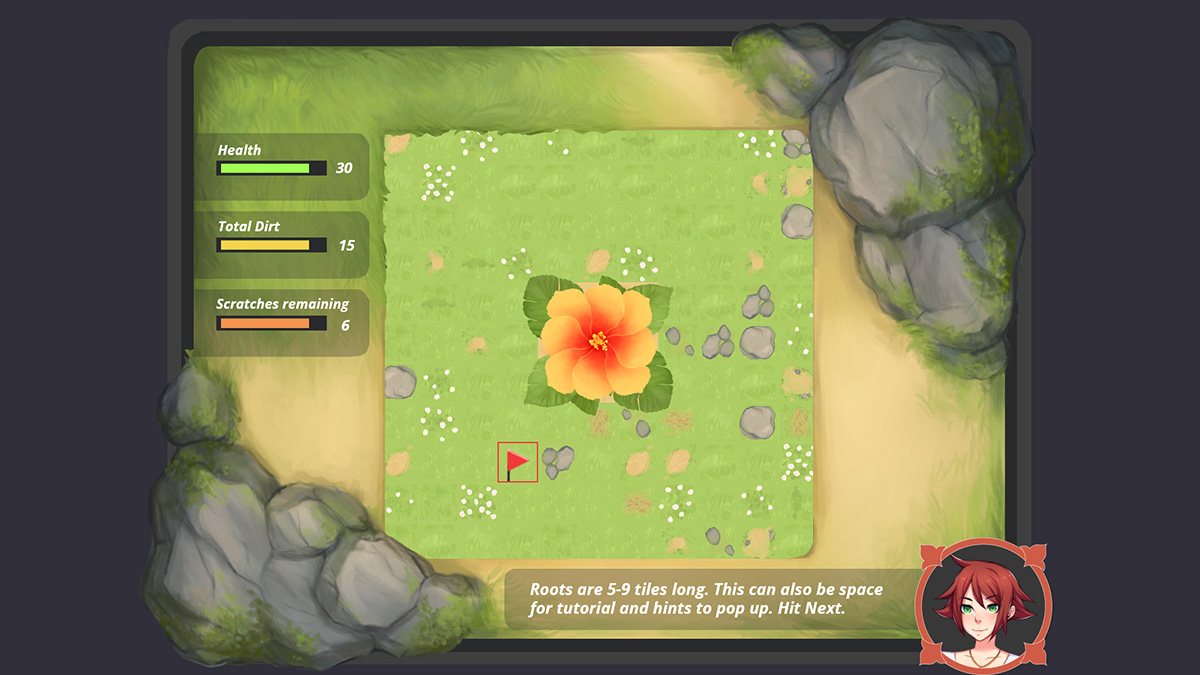 Health
30
Total Dirt
15
Scratches remaining
6
Roots are 5-9 tiles long. This can also be space
for tutorial and hints to pop up. Hit Next.